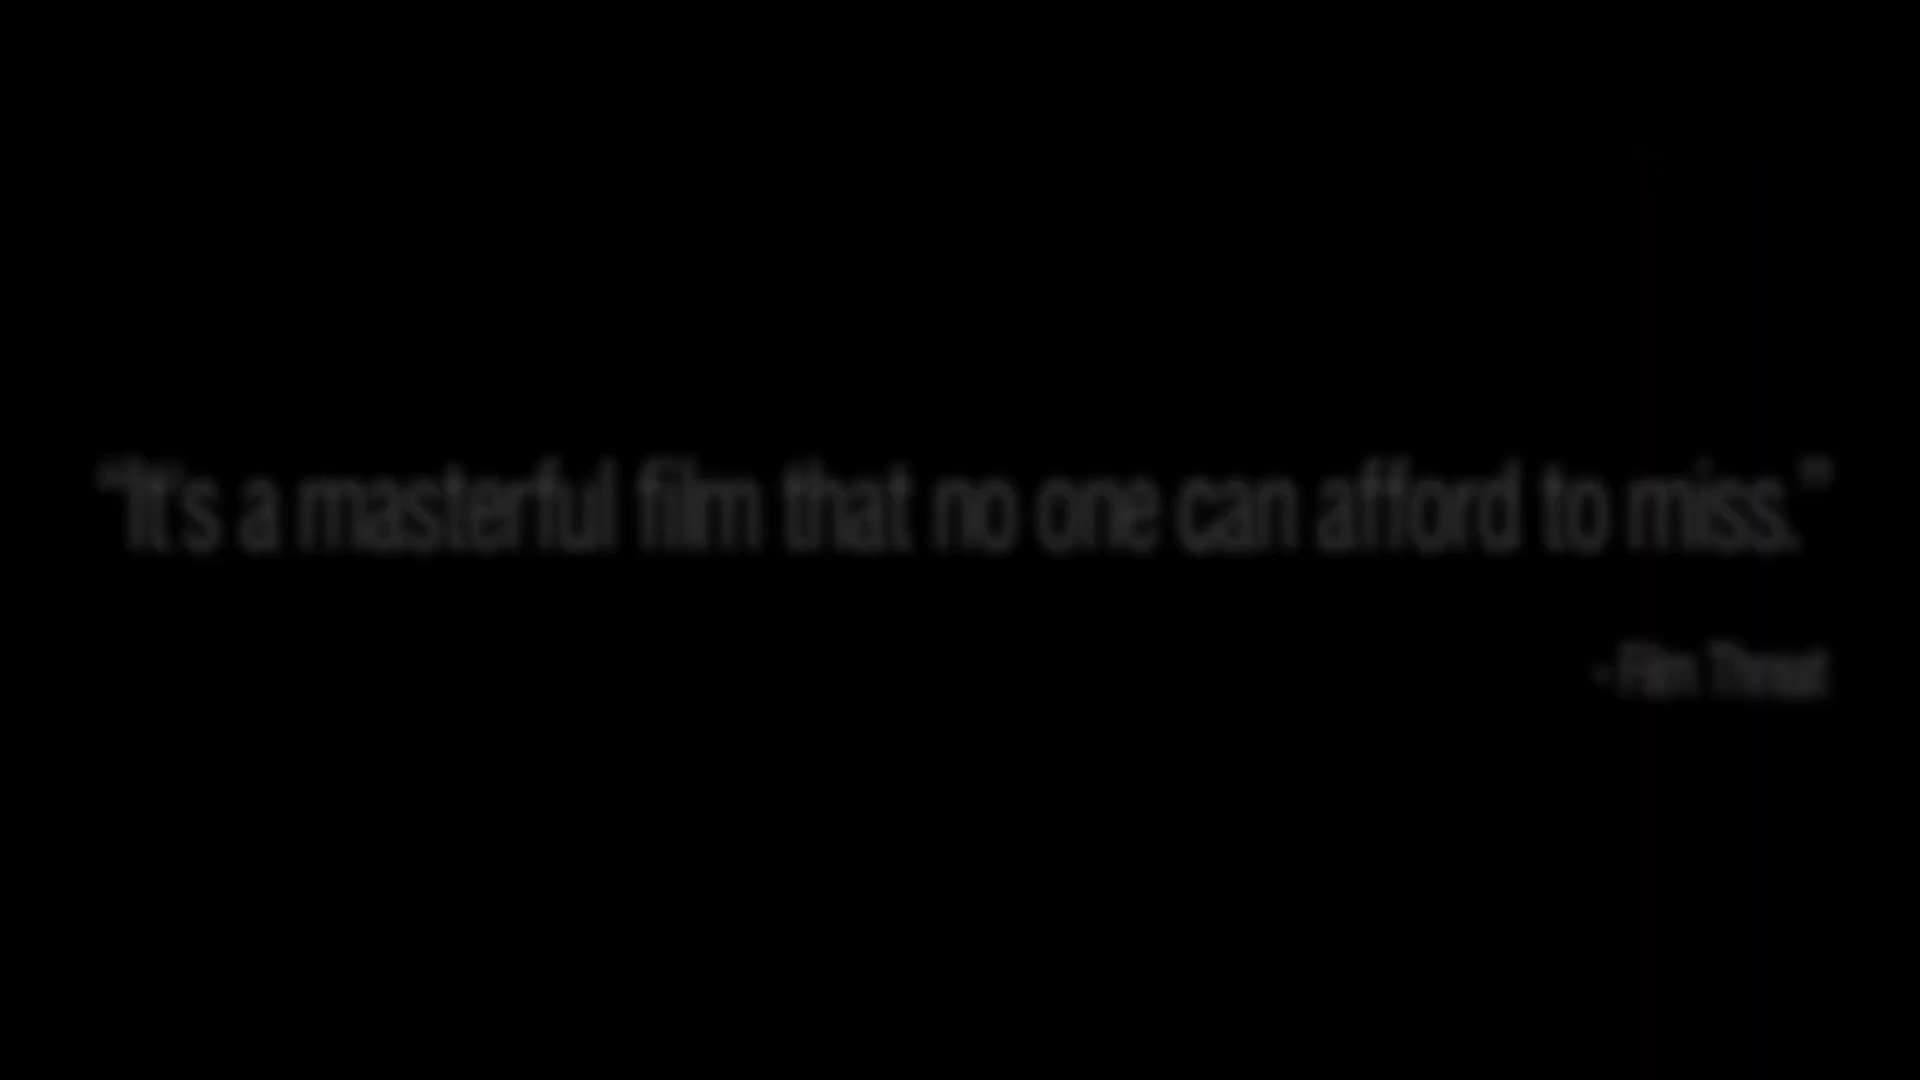 “It's a masterful film that no one can afford to miss.”
- Film Threat